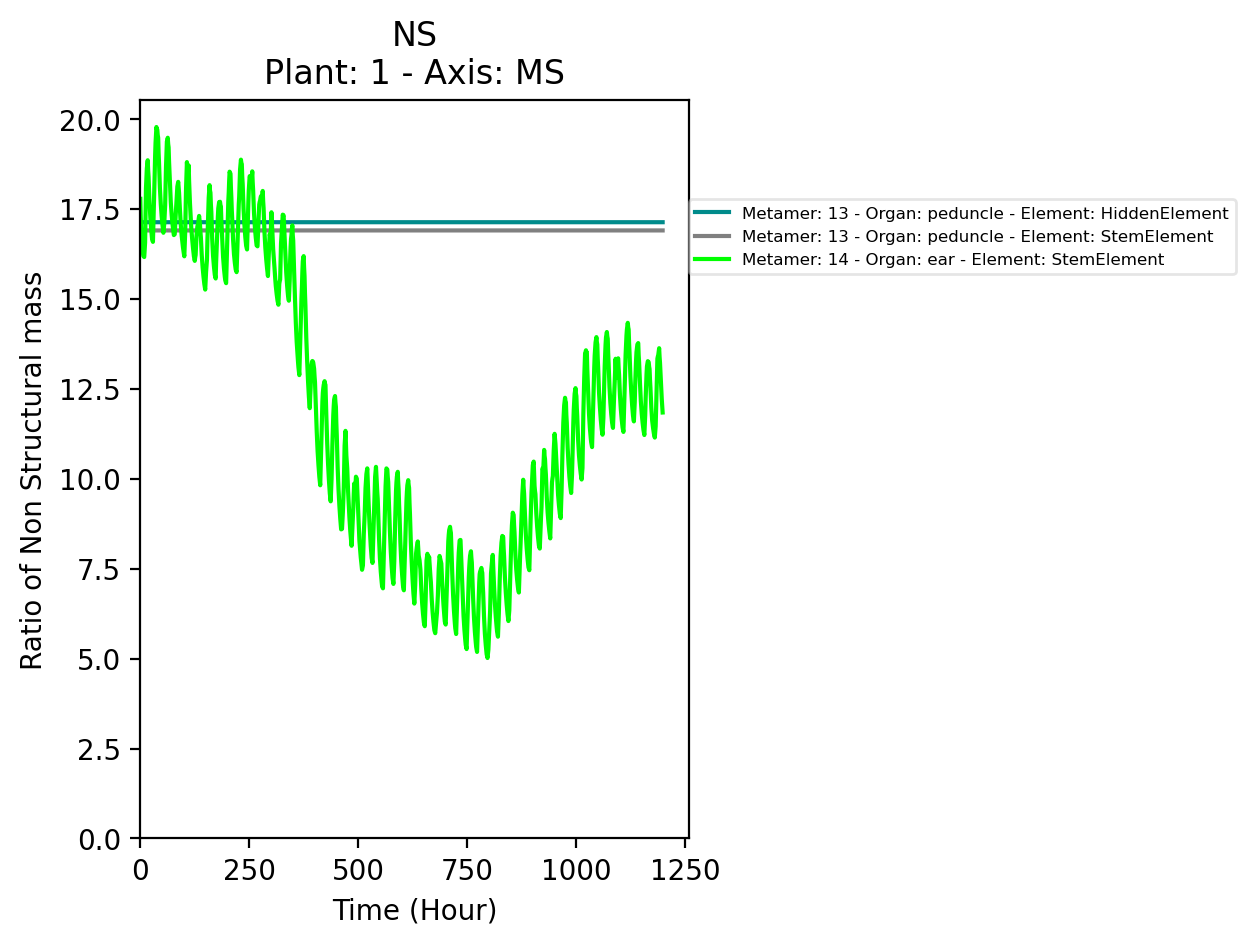 NS
Plant: 1 - Axis: MS
Ratio of Non Structural mass
20.0
17.5
15.0
12.5
10.0
7.5
5.0
2.5
0.0
0 250 500 750 1000 1250
Time (Hour)
Metamer: 13 - Organ: peduncle - Element: HiddenElement
Metamer: 13 - Organ: peduncle - Element: StemElement
Metamer: 14 - Organ: ear - Element: StemElement